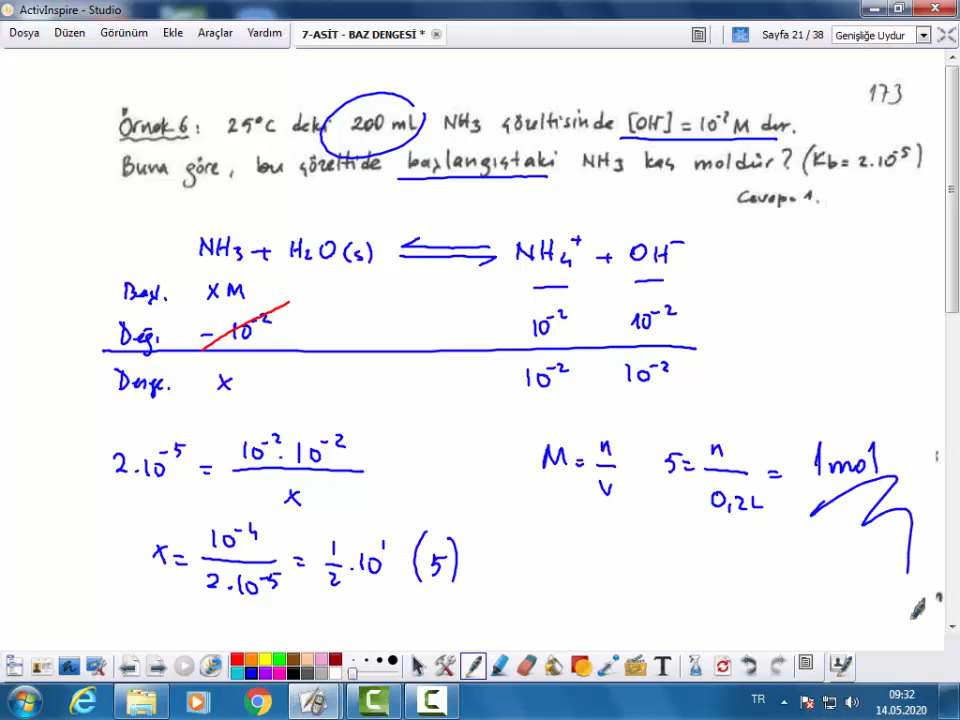 ActivInspire - Studio
Dosya Düzen Görünüm Ekle Araçlar Yardım 7-ASİT - BAZ DENGESİ * Sayfa 21 / 38 Genişliğe Uydur
173
Örnek 6: 25°C deki 200 mL NH3 çözeltisinde [OH⁻] = 10⁻² M dır.
Buna göre, bu çözeltide başlangıçtaki NH3 kaç moldür? (Kb = 2.10⁻⁵)
Cevap = 1.
NH3 + H2O(s) ⇌ NH4⁺ + OH⁻
Başl. X M
Değ. - 10⁻² 10⁻² 10⁻²
Denge. X 10⁻² 10⁻²
2.10⁻⁵ = 10⁻² . 10⁻² / X M = n / V 5 = n / 0,2L = 1 mol
X = 10⁻⁴ / 2.10⁻⁵ = 1/2 . 10¹ (5)
TR 09:32
14.05.2020